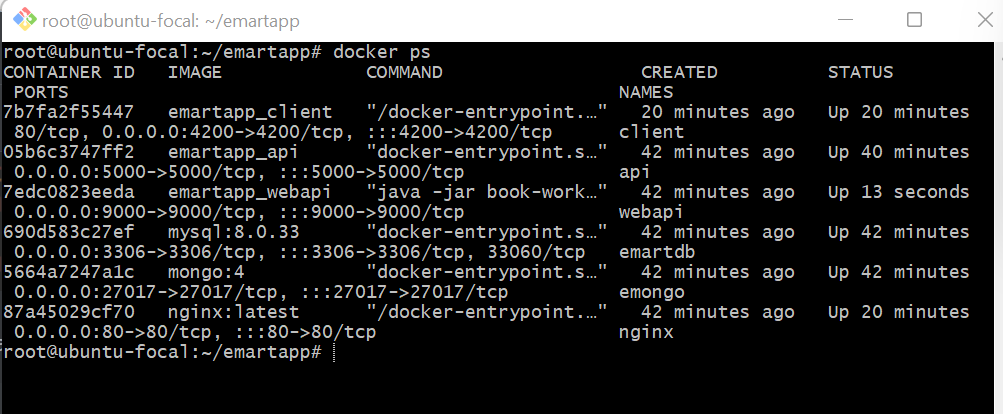 root@ubuntu-focal: ~/emartapp
root@ubuntu-focal:~/emartapp# docker ps
CONTAINER ID   IMAGE             COMMAND                  CREATED          STATUS
 PORTS                                                  NAMES
7b7fa2f55447   emartapp_client   "/docker-entrypoint.…"   20 minutes ago   Up 20 minutes
 80/tcp, 0.0.0.0:4200->4200/tcp, :::4200->4200/tcp      client
05b6c3747ff2   emartapp_api      "docker-entrypoint.s…"   42 minutes ago   Up 40 minutes
 0.0.0.0:5000->5000/tcp, :::5000->5000/tcp              api
7edc0823eeda   emartapp_webapi   "java -jar book-work…"   42 minutes ago   Up 13 seconds
 0.0.0.0:9000->9000/tcp, :::9000->9000/tcp              webapi
690d583c27ef   mysql:8.0.33      "docker-entrypoint.s…"   42 minutes ago   Up 42 minutes
 0.0.0.0:3306->3306/tcp, :::3306->3306/tcp, 33060/tcp   emartdb
5664a7247a1c   mongo:4           "docker-entrypoint.s…"   42 minutes ago   Up 42 minutes
 0.0.0.0:27017->27017/tcp, :::27017->27017/tcp          emongo
87a45029cf70   nginx:latest      "/docker-entrypoint.…"   42 minutes ago   Up 20 minutes
 0.0.0.0:80->80/tcp, :::80->80/tcp                      nginx
root@ubuntu-focal:~/emartapp#